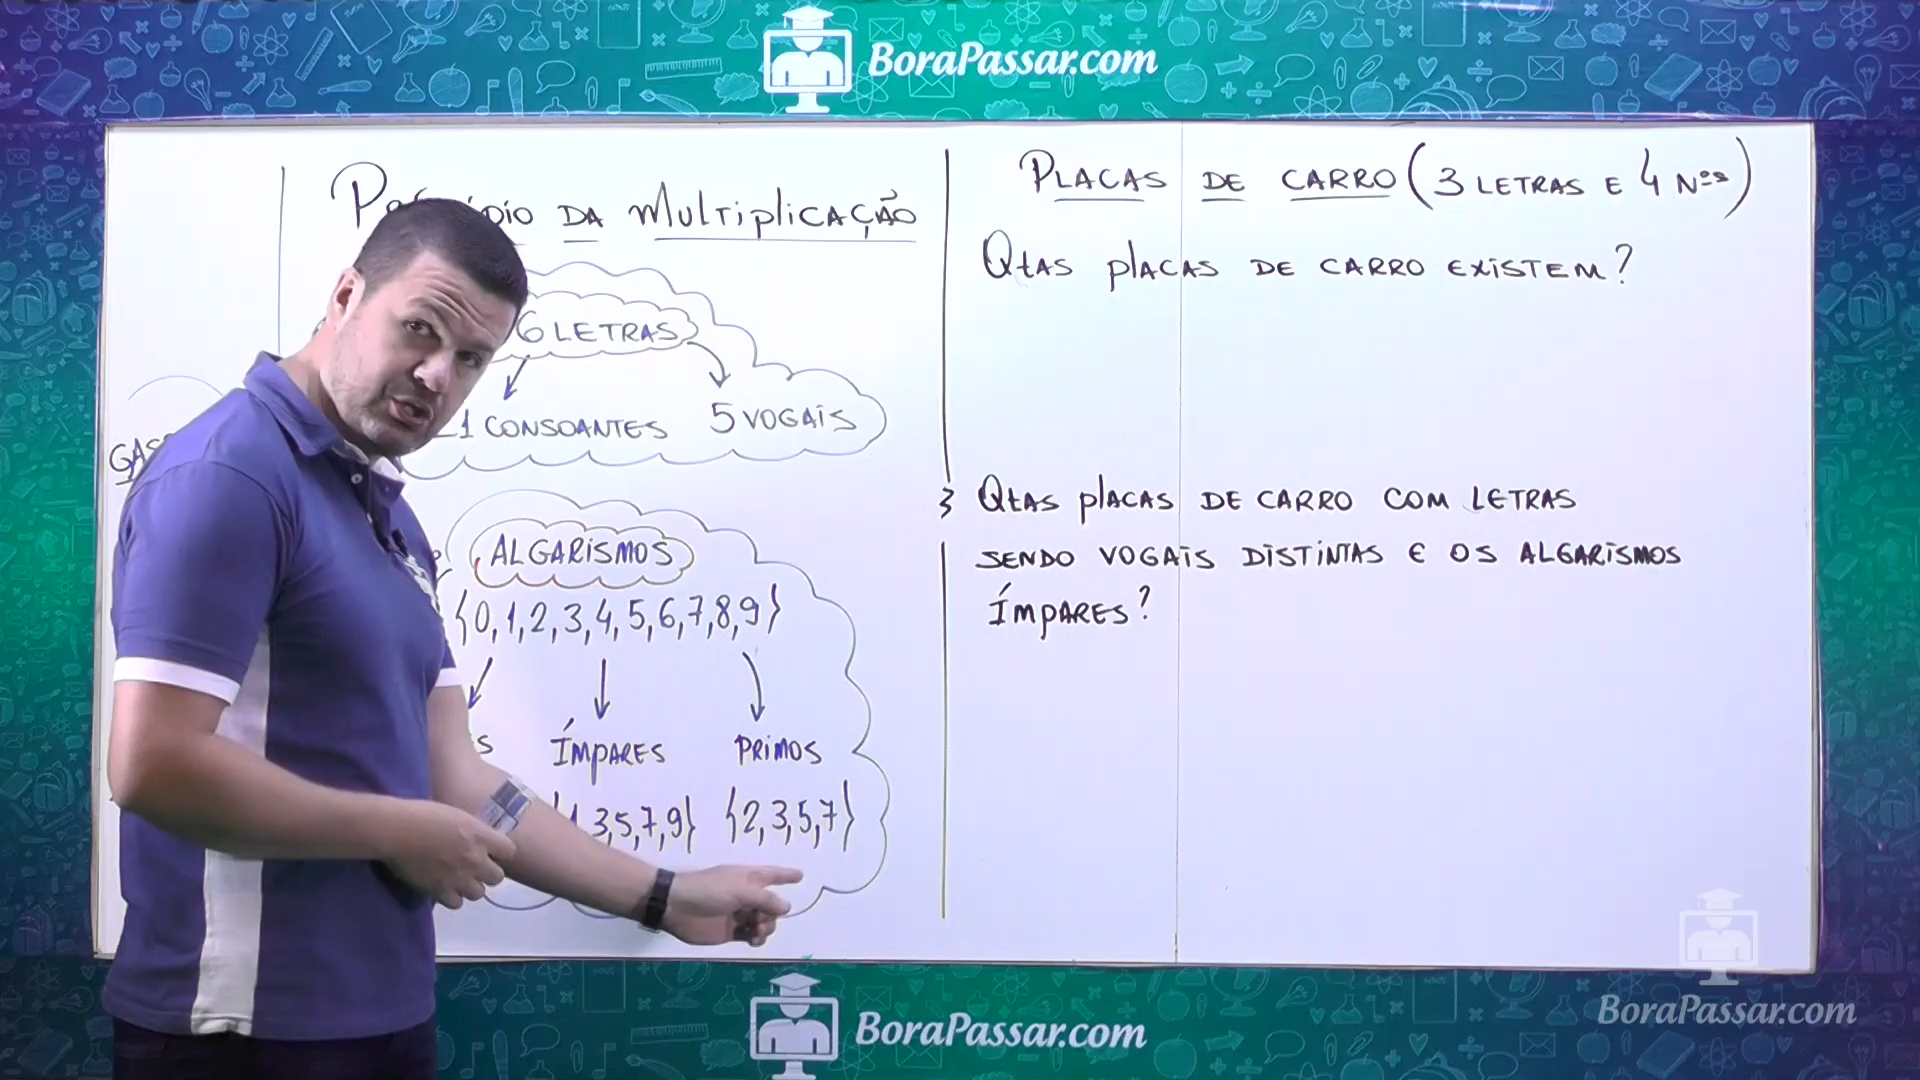 BoraPassar.com
DA MULTIPLICAÇÃO
6 LETRAS
1 CONSOANTES 5 VOGAIS
ALGARISMOS
{0,1,2,3,4,5,6,7,8,9}
ÍMPARES PRIMOS
3,5,7,9} {2,3,5,7}
PLACAS DE CARRO (3 LETRAS E 4 Nºs)
QTAS PLACAS DE CARRO EXISTEM?
QTAS PLACAS DE CARRO COM LETRAS
SENDO VOGAIS DISTINTAS E OS ALGARISMOS
ÍMPARES?
BoraPassar.com
BoraPassar.com